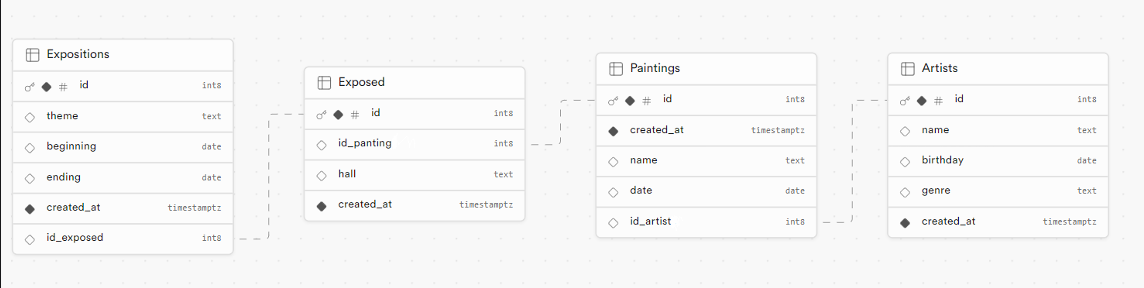 Expositions
# id int8
theme text
beginning date
ending date
created_at timestamptz
id_exposed int8
Exposed
# id int8
id_panting int8
hall text
created_at timestamptz
Paintings
# id int8
created_at timestamptz
name text
date date
id_artist int8
Artists
# id int8
name text
birthday date
genre text
created_at timestamptz